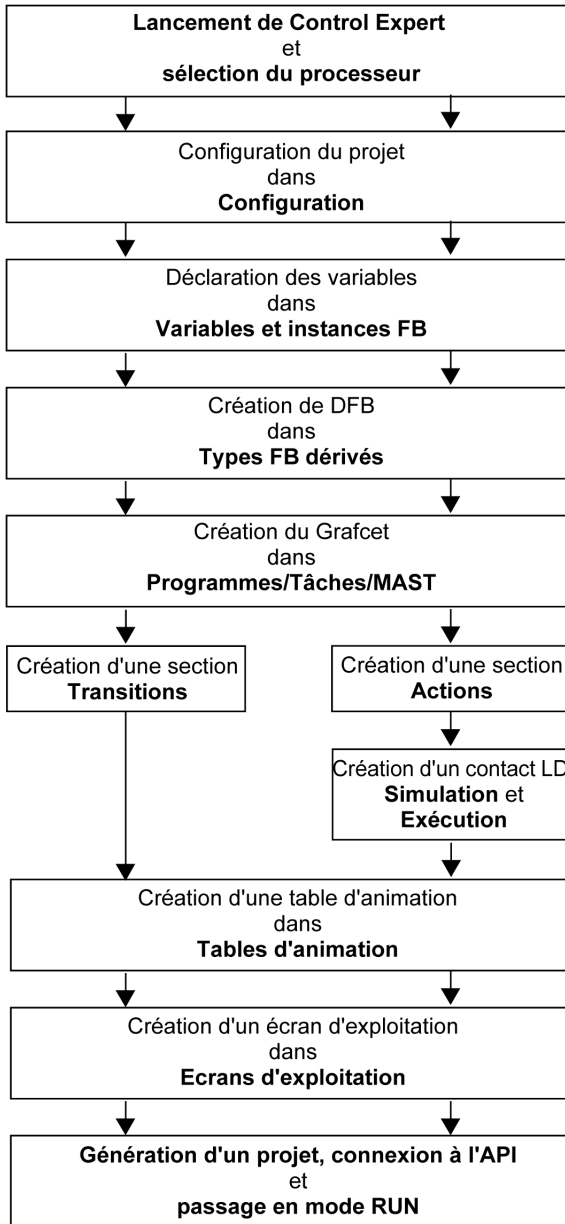 Lancement de Control Expert
et
sélection du processeur
Configuration du projet
dans
Configuration
Déclaration des variables
dans
Variables et instances FB
Création de DFB
dans
Types FB dérivés
Création du Grafcet
dans
Programmes/Tâches/MAST
Création d'une section
Transitions
Création d'une section
Actions
Création d'un contact LD
Simulation et
Exécution
Création d'une table d'animation
dans
Tables d'animation
Création d'un écran d'exploitation
dans
Ecrans d'exploitation
Génération d'un projet, connexion à l'API
et
passage en mode RUN